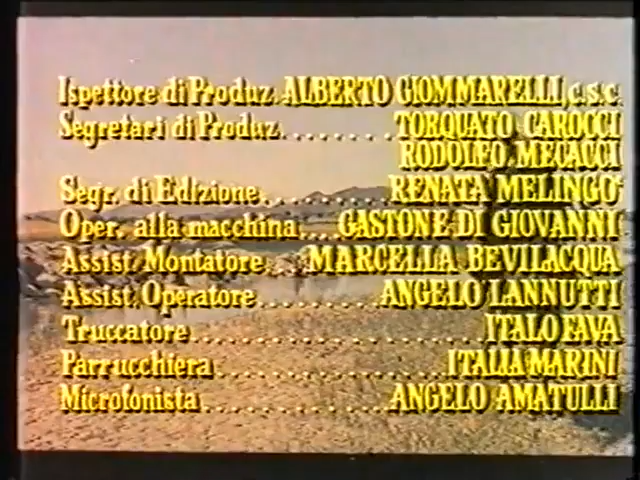 Ispettore di Produz. ALBERTO GIOMMARELLI, c.s.c.
Segretari di Produz........ TORQUATO CAROCCI
RODOLFO MECACCI
Segr. di Edizione.......... RENATA MELINGO
Oper. alla macchina.... GASTONE DI GIOVANNI
Assist. Montatore... MARCELLA BEVILACQUA
Assist. Operatore.......... ANGELO IANNUTTI
Truccatore...................... ITALO FAVA
Parrucchiera................. ITALIA MARINI
Microfonista.............. ANGELO AMATULLI